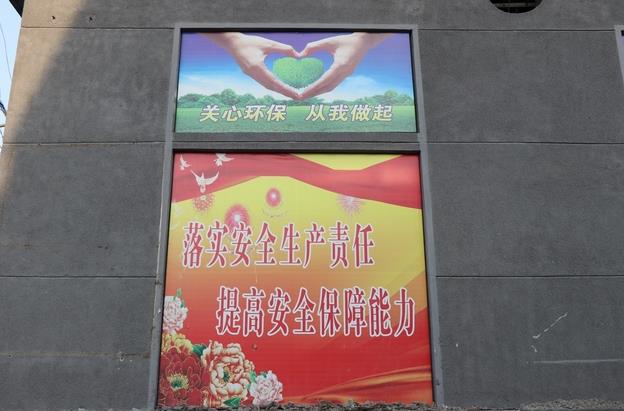 关心环保 从我做起
落实安全生产责任
提高安全保障能力